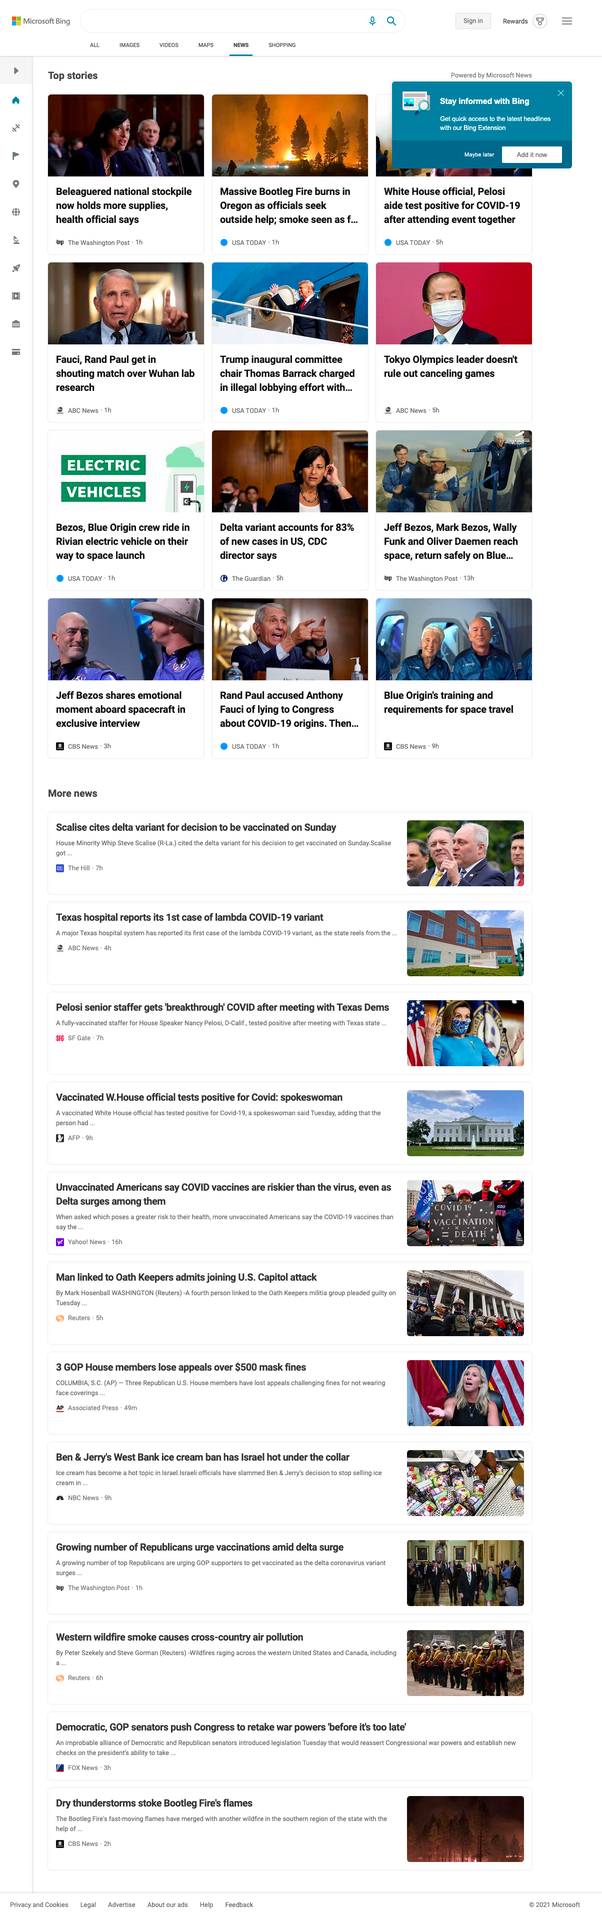 Microsoft Bing
Sign in
Rewards
ALL
IMAGES
VIDEOS
MAPS
NEWS
SHOPPING
Top stories
Powered by Microsoft News
Stay informed with Bing
Get quick access to the latest headlines
with our Bing Extension
Maybe later
Add it now
Beleaguered national stockpile
now holds more supplies,
health official says
The Washington Post · 1h
Massive Bootleg Fire burns in
Oregon as officials seek
outside help; smoke seen as f...
USA TODAY · 1h
White House official, Pelosi
aide test positive for COVID-19
after attending event together
USA TODAY · 5h
Fauci, Rand Paul get in
shouting match over Wuhan lab
research
ABC News · 1h
Trump inaugural committee
chair Thomas Barrack charged
in illegal lobbying effort with...
USA TODAY · 1h
Tokyo Olympics leader doesn't
rule out canceling games
ABC News · 5h
ELECTRIC
VEHICLES
Bezos, Blue Origin crew ride in
Rivian electric vehicle on their
way to space launch
USA TODAY · 1h
Delta variant accounts for 83%
of new cases in US, CDC
director says
The Guardian · 5h
Jeff Bezos, Mark Bezos, Wally
Funk and Oliver Daemen reach
space, return safely on Blue...
The Washington Post · 13h
Jeff Bezos shares emotional
moment aboard spacecraft in
exclusive interview
CBS News · 3h
Rand Paul accused Anthony
Fauci of lying to Congress
about COVID-19 origins. Then...
USA TODAY · 1h
Blue Origin's training and
requirements for space travel
CBS News · 9h
More news
Scalise cites delta variant for decision to be vaccinated on Sunday
House Minority Whip Steve Scalise (R-La.) cited the delta variant for his decision to get vaccinated on Sunday.Scalise
got ...
The Hill · 7h
Texas hospital reports its 1st case of lambda COVID-19 variant
A major Texas hospital system has reported its first case of the lambda COVID-19 variant, as the state reels from the ...
ABC News · 4h
Pelosi senior staffer gets 'breakthrough' COVID after meeting with Texas Dems
A fully-vaccinated staffer for House Speaker Nancy Pelosi, D-Calif., tested positive after meeting with Texas state ...
SF Gate · 7h
Vaccinated W.House official tests positive for Covid: spokeswoman
A vaccinated White House official has tested positive for Covid-19, a spokeswoman said Tuesday, adding that the
person had ...
AFP · 9h
Unvaccinated Americans say COVID vaccines are riskier than the virus, even as
Delta surges among them
When asked which poses a greater risk to their health, more unvaccinated Americans say the COVID-19 vaccines than
say the ...
Yahoo! News · 16h
COVID19
VACCINATION
= DEATH
Man linked to Oath Keepers admits joining U.S. Capitol attack
By Mark Hosenball WASHINGTON (Reuters) -A fourth person linked to the Oath Keepers militia group pleaded guilty on
Tuesday ...
Reuters · 5h
3 GOP House members lose appeals over $500 mask fines
COLUMBIA, S.C. (AP) — Three Republican U.S. House members have lost appeals challenging fines for not wearing
face coverings ...
AP Associated Press · 49m
Ben & Jerry's West Bank ice cream ban has Israel hot under the collar
Ice cream has become a hot topic in Israel.Israeli officials have slammed Ben & Jerry's decision to stop selling ice
cream in ...
NBC News · 9h
Growing number of Republicans urge vaccinations amid delta surge
A growing number of top Republicans are urging GOP supporters to get vaccinated as the delta coronavirus variant
surges ...
The Washington Post · 1h
Western wildfire smoke causes cross-country air pollution
By Peter Szekely and Steve Gorman (Reuters) -Wildfires raging across the western United States and Canada, including
a ...
Reuters · 6h
Democratic, GOP senators push Congress to retake war powers 'before it's too late'
An improbable alliance of Democratic and Republican senators introduced legislation Tuesday that would reassert Congressional war powers and establish new
checks on the president's ability to take ...
FOX News · 3h
Dry thunderstorms stoke Bootleg Fire's flames
The Bootleg Fire's fast-moving flames have merged with another wildfire in the southern region of the state with the
help of ...
CBS News · 2h
Privacy and Cookies
Legal
Advertise
About our ads
Help
Feedback
© 2021 Microsoft